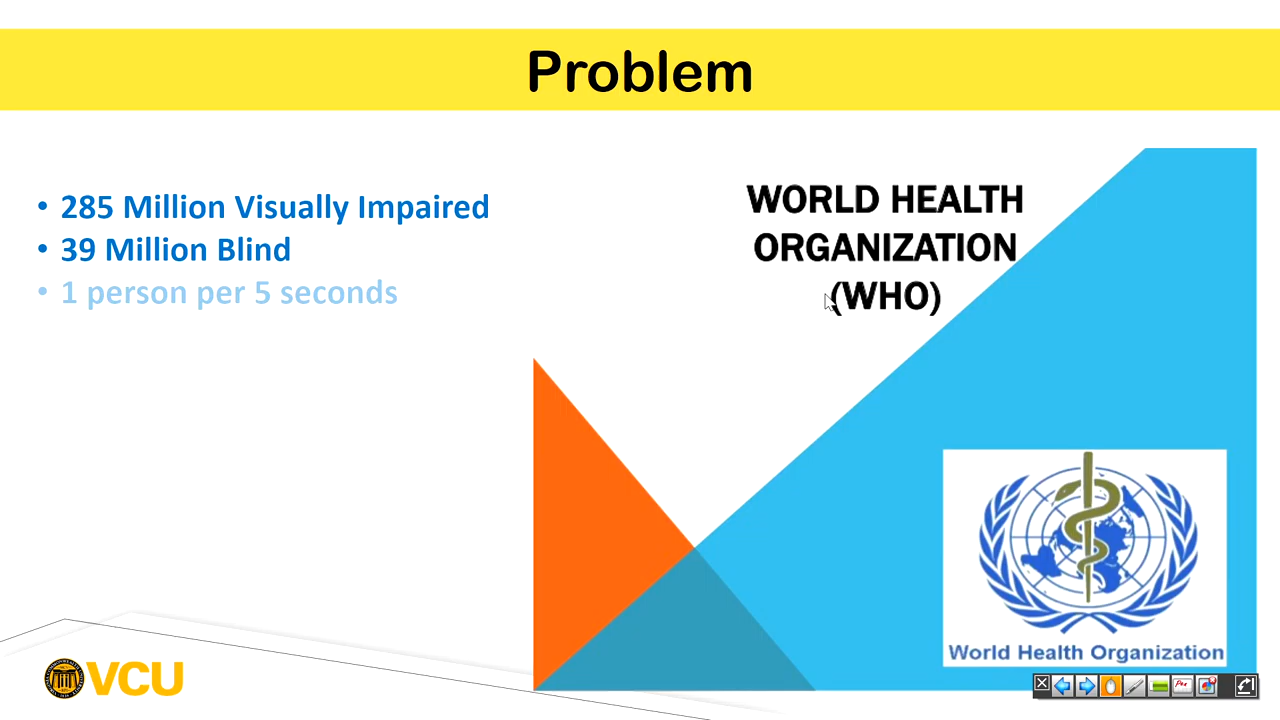 Problem
• 285 Million Visually Impaired
• 39 Million Blind
• 1 person per 5 seconds
WORLD HEALTH
ORGANIZATION
(WHO)
World Health Organization
VCU